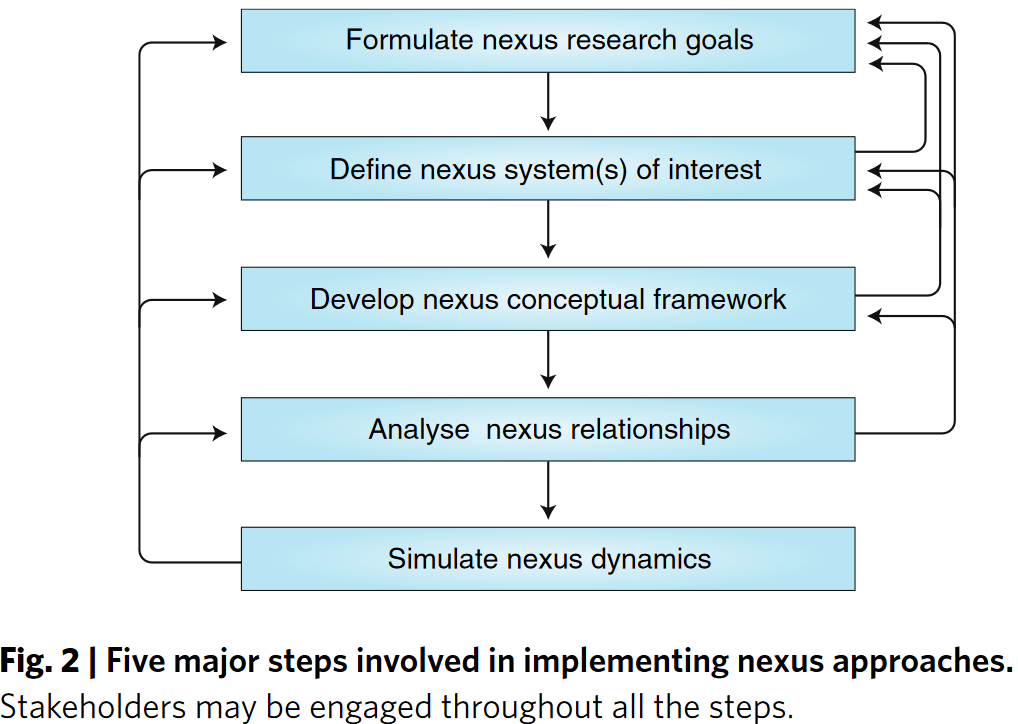 Formulate nexus research goals
Define nexus system(s) of interest
Develop nexus conceptual framework
Analyse  nexus relationships
Simulate nexus dynamics
Fig. 2 | Five major steps involved in implementing nexus approaches.
Stakeholders may be engaged throughout all the steps.